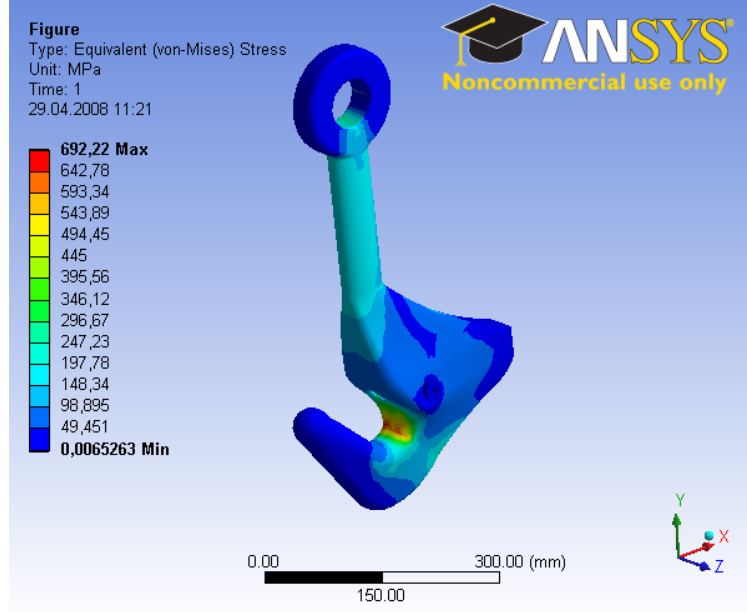 Figure
Type: Equivalent (von-Mises) Stress
Unit: MPa
Time: 1
29.04.2008 11:21
ANSYS
Noncommercial use only
692,22 Max
642,78
593,34
543,89
494,45
445
395,56
346,12
296,67
247,23
197,78
148,34
98,895
49,451
0,0065263 Min
0.00
300.00 (mm)
150.00
Y
X
Z